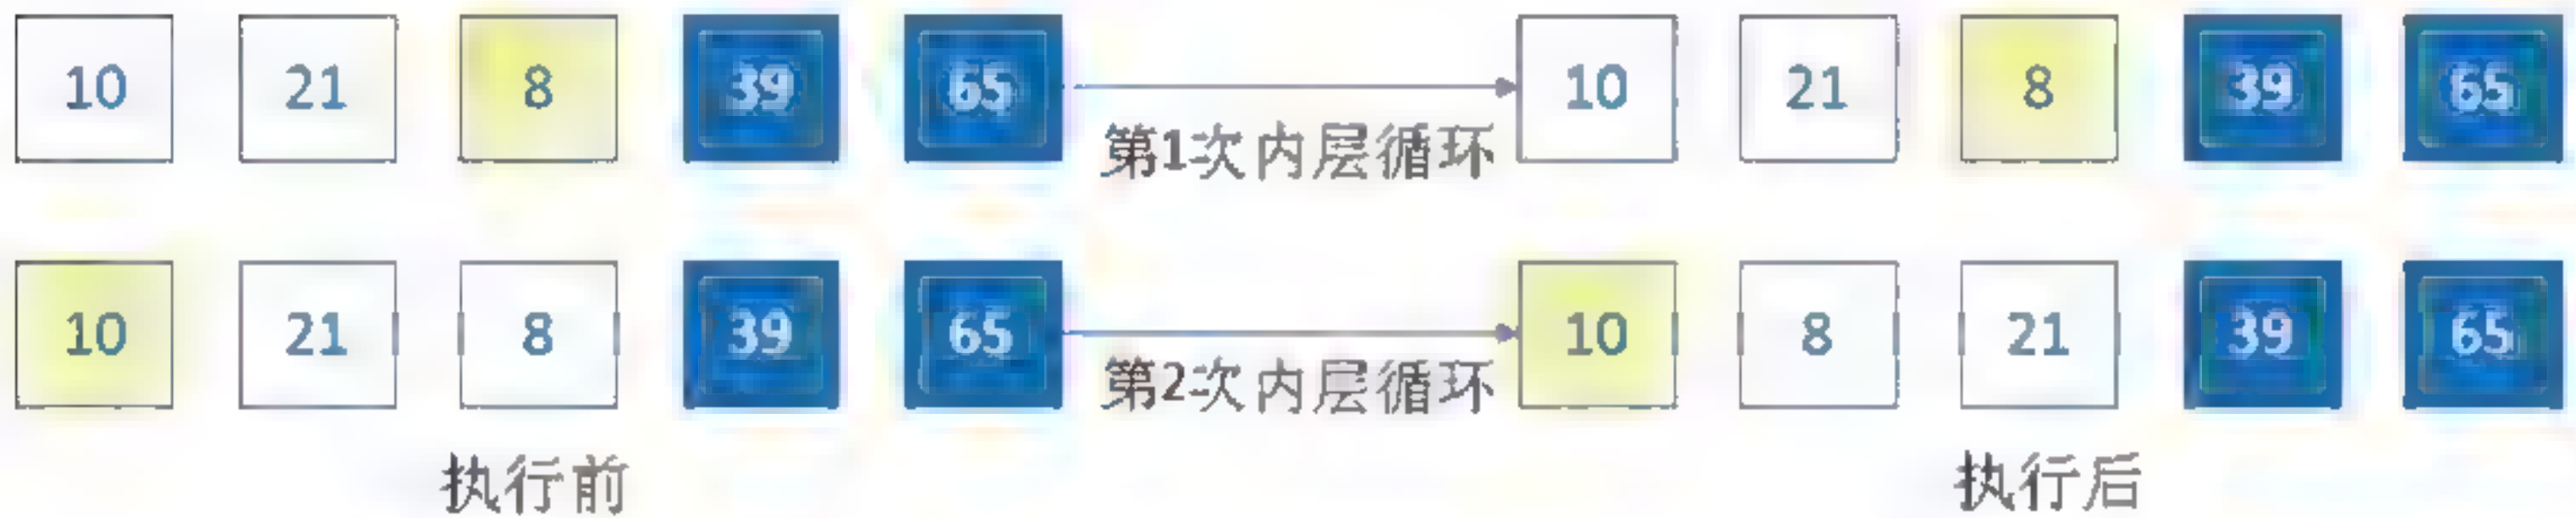 10 21 8 39 65 第1次内层循环 10 21 8 39 65
10 21 8 39 65 第2次内层循环 10 8 21 39 65
执行前 执行后